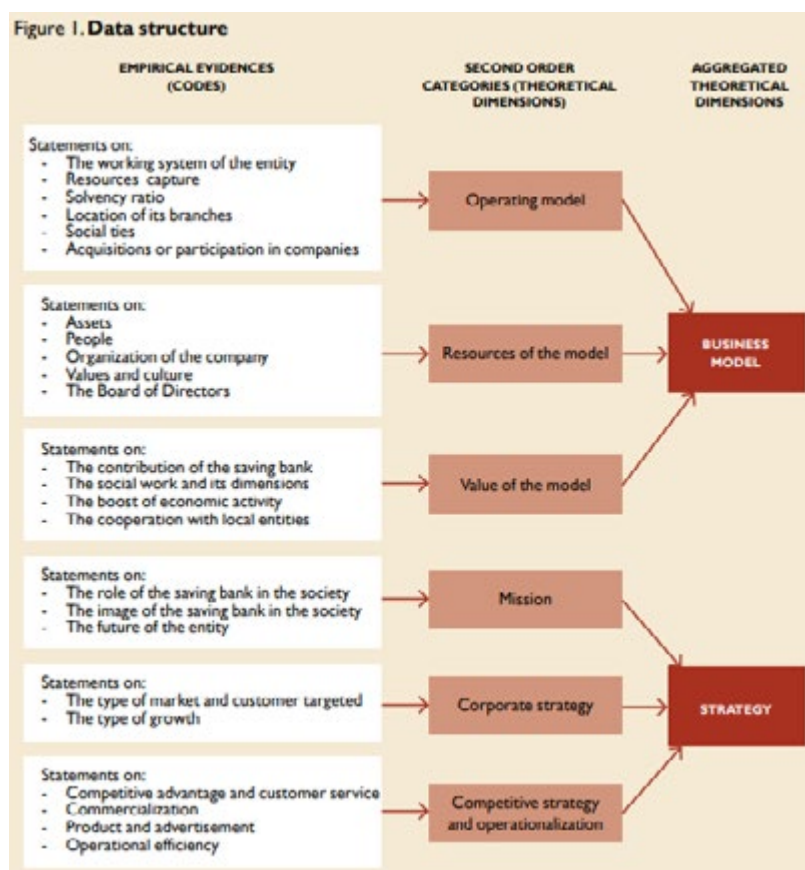 Figure 1. Data structure
EMPIRICAL EVIDENCES
(CODES)
SECOND ORDER
CATEGORIES (THEORETICAL
DIMENSIONS)
AGGREGATED
THEORETICAL
DIMENSIONS
Statements on:
- The working system of the entity
- Resources capture
- Solvency ratio
- Location of its branches
- Social ties
- Acquisitions or participation in companies
Operating model
Statements on:
- Assets
- People
- Organization of the company
- Values and culture
- The Board of Directors
Resources of the model
BUSINESS
MODEL
Statements on:
- The contribution of the saving bank
- The social work and its dimensions
- The boost of economic activity
- The cooperation with local entities
Value of the model
Statements on:
- The role of the saving bank in the society
- The image of the saving bank in the society
- The future of the entity
Mission
Statements on:
- The type of market and customer targeted
- The type of growth
Corporate strategy
STRATEGY
Statements on:
- Competitive advantage and customer service
- Commercialization
- Product and advertisement
- Operational efficiency
Competitive strategy
and operationalization